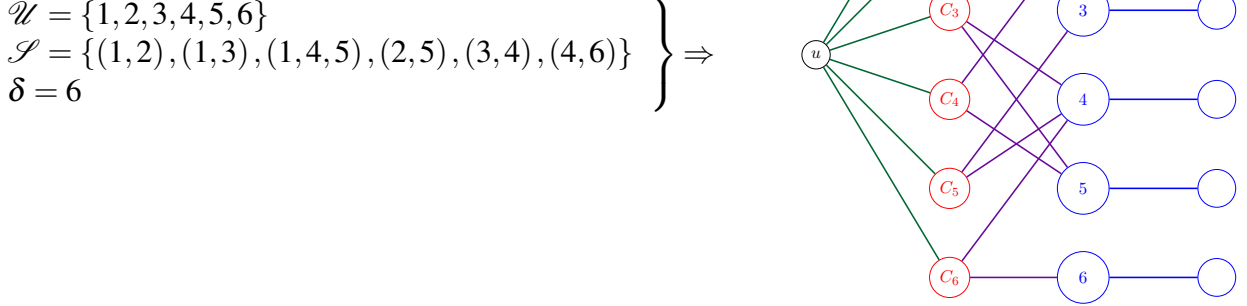 𝒰 = {1,2,3,4,5,6}
𝒮 = {(1,2),(1,3),(1,4,5),(2,5),(3,4),(4,6)}
δ = 6
⇒
u
C₃
3
C₄
4
C₅
5
C₆
6